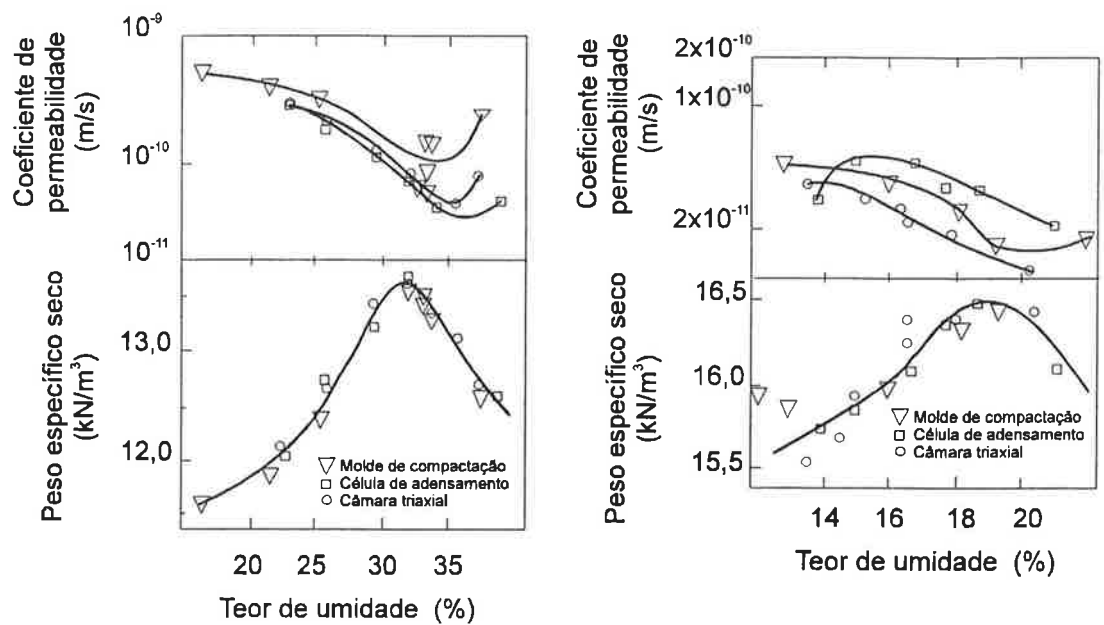 Coeficiente de
permeabilidade
(m/s)
10⁻⁹
10⁻¹⁰
10⁻¹¹
Peso específico seco
(kN/m³)
13,0
12,0
Molde de compactação
Célula de adensamento
Câmara triaxial
20 25 30 35
Teor de umidade (%)
Coeficiente de
permeabilidade
(m/s)
2x10⁻¹⁰
1x10⁻¹⁰
2x10⁻¹¹
Peso específico seco
(kN/m³)
16,5
16,0
15,5
Molde de compactação
Célula de adensamento
Câmara triaxial
14 16 18 20
Teor de umidade (%)